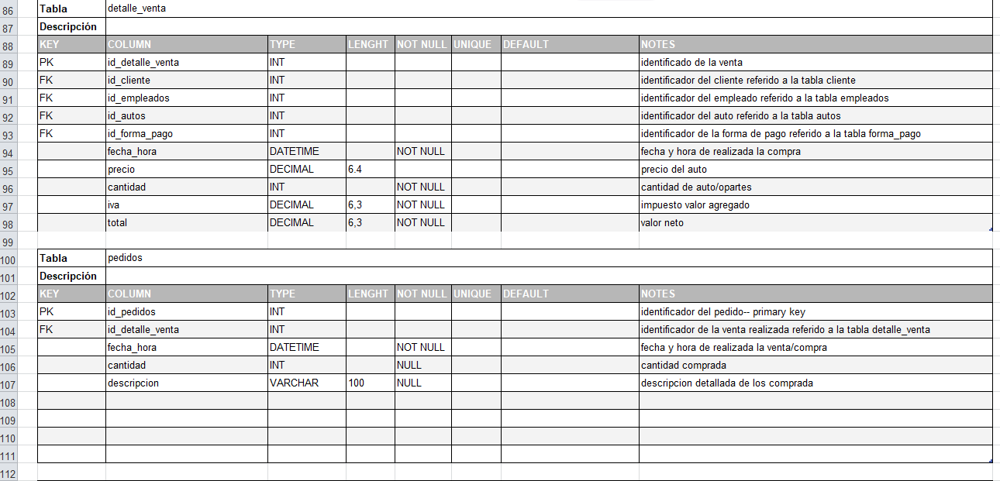 86 Tabla detalle_venta
87 Descripción
88 KEY COLUMN TYPE LENGHT NOT NULL UNIQUE DEFAULT NOTES
89 PK id_detalle_venta INT identificado de la venta
90 FK id_cliente INT identificador del cliente referido a la tabla cliente
91 FK id_empleados INT identificador del empleado referido a la tabla empleados
92 FK id_autos INT identificador del auto referido a la tabla autos
93 FK id_forma_pago INT identificador de la forma de pago referido a la tabla forma_pago
94 fecha_hora DATETIME NOT NULL fecha y hora de realizada la compra
95 precio DECIMAL 6.4 precio del auto
96 cantidad INT NOT NULL cantidad de auto/opartes
97 iva DECIMAL 6,3 NOT NULL impuesto valor agregado
98 total DECIMAL 6,3 NOT NULL valor neto
99
100 Tabla pedidos
101 Descripción
102 KEY COLUMN TYPE LENGHT NOT NULL UNIQUE DEFAULT NOTES
103 PK id_pedidos INT identificador del pedido-- primary key
104 FK id_detalle_venta INT identificador de la venta realizada referido a la tabla detalle_venta
105 fecha_hora DATETIME NOT NULL fecha y hora de realizada la venta/compra
106 cantidad INT NULL cantidad comprada
107 descripcion VARCHAR 100 NULL descripcion detallada de los comprada
108
109
110
111
112